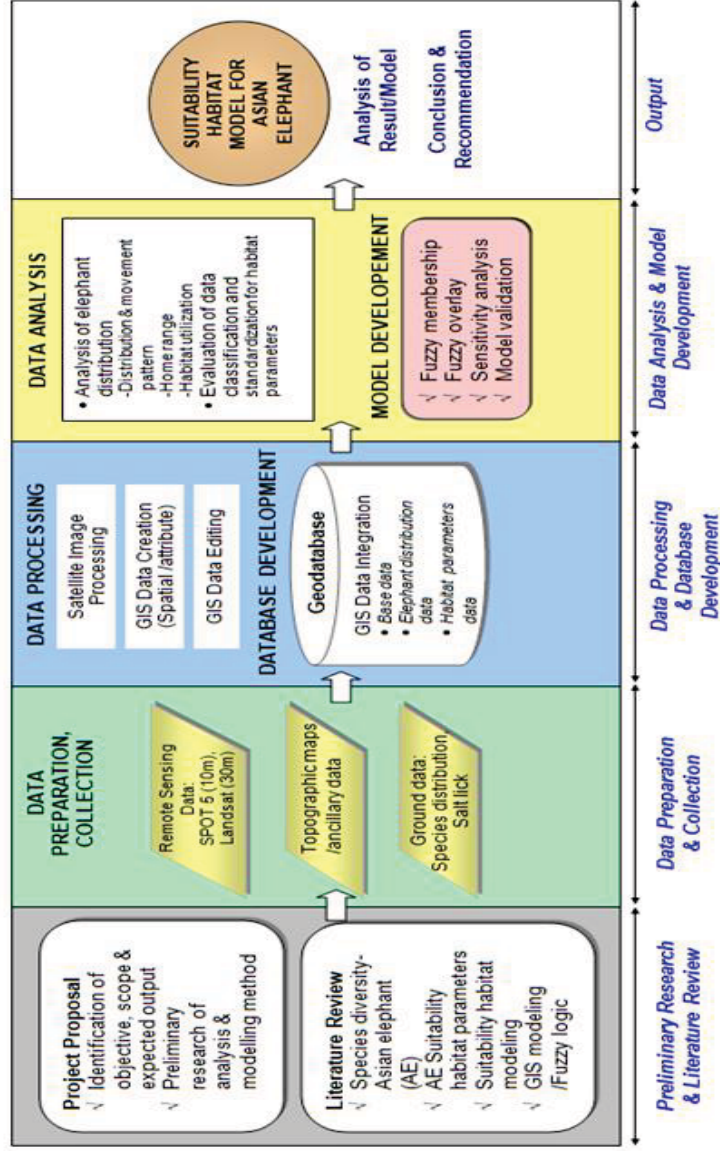 Project Proposal
√ Identification of
objective, scope &
expected output
√ Preliminary
research of
analysis &
modelling method
Literature Review
√ Species diversity-
Asian elephant
(AE)
√ AE Suitability
habitat parameters
√ Suitability habitat
modeling
√ GIS modeling
/Fuzzy logic
Preliminary Research
& Literature Review
DATA
PREPARATION,
COLLECTION
Remote Sensing
Data:
SPOT 5 (10m),
Landsat (30m)
Topographic maps
/ancillary data
Ground data:
Species distribution,
Salt lick
Data Preparation
& Collection
DATA PROCESSING
Satellite Image
Processing
GIS Data Creation
(Spatial /attribute)
GIS Data Editing
DATABASE DEVELOPMENT
Geodatabase
GIS Data Integration
• Base data
• Elephant distribution
data
• Habitat parameters
data
Data Processing
& Database
Development
DATA ANALYSIS
• Analysis of elephant
distribution
-Distribution & movement
pattern
-Home range
-Habitat utilization
• Evaluation of data
classification and
standardization for habitat
parameters
MODEL DEVELOPEMENT
√ Fuzzy membership
√ Fuzzy overlay
√ Sensitivity analysis
√ Model validation
Data Analysis & Model
Development
SUITABILITY
HABITAT
MODEL FOR
ASIAN
ELEPHANT
Analysis of
Result/Model
Conclusion &
Recommendation
Output